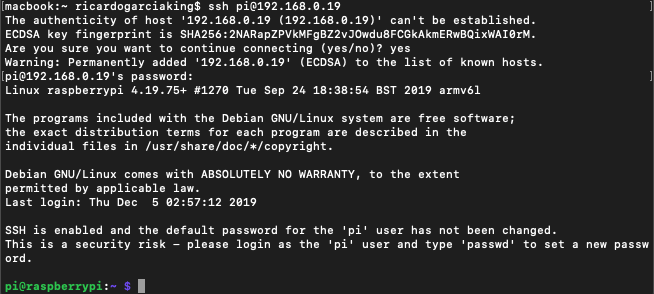 [macbook:~ ricardogarciaking$ ssh pi@192.168.0.19
The authenticity of host '192.168.0.19 (192.168.0.19)' can't be established.
ECDSA key fingerprint is SHA256:2NARapZPVkMFgBZ2vJOwdu8FCGkAkmERwBQixWAI0rM.
Are you sure you want to continue connecting (yes/no)? yes
Warning: Permanently added '192.168.0.19' (ECDSA) to the list of known hosts.
[pi@192.168.0.19's password:
Linux raspberrypi 4.19.75+ #1270 Tue Sep 24 18:38:54 BST 2019 armv6l
The programs included with the Debian GNU/Linux system are free software;
the exact distribution terms for each program are described in the
individual files in /usr/share/doc/*/copyright.
Debian GNU/Linux comes with ABSOLUTELY NO WARRANTY, to the extent
permitted by applicable law.
Last login: Thu Dec  5 02:57:12 2019
SSH is enabled and the default password for the 'pi' user has not been changed.
This is a security risk – please login as the 'pi' user and type 'passwd' to set a new passw
ord.
pi@raspberrypi:~ $